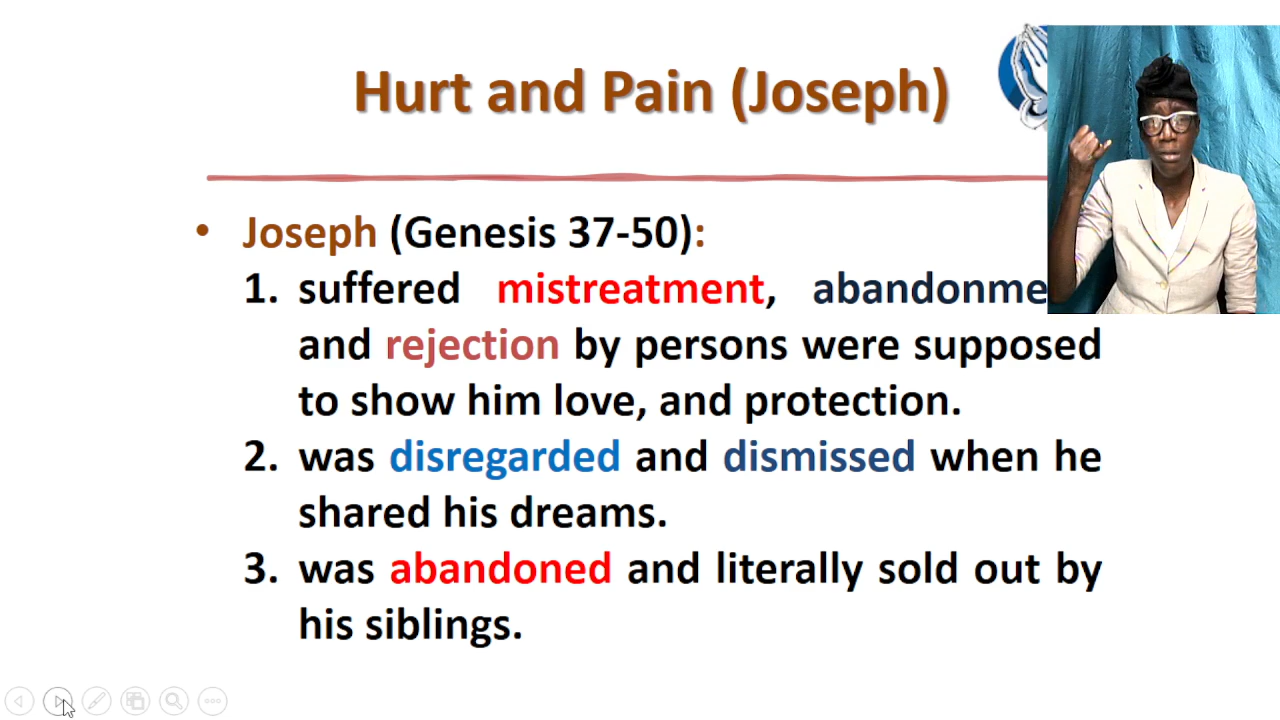 Hurt and Pain (Joseph)
• Joseph (Genesis 37-50):
1. suffered mistreatment, abandonme
and rejection by persons were supposed
to show him love, and protection.
2. was disregarded and dismissed when he
shared his dreams.
3. was abandoned and literally sold out by
his siblings.